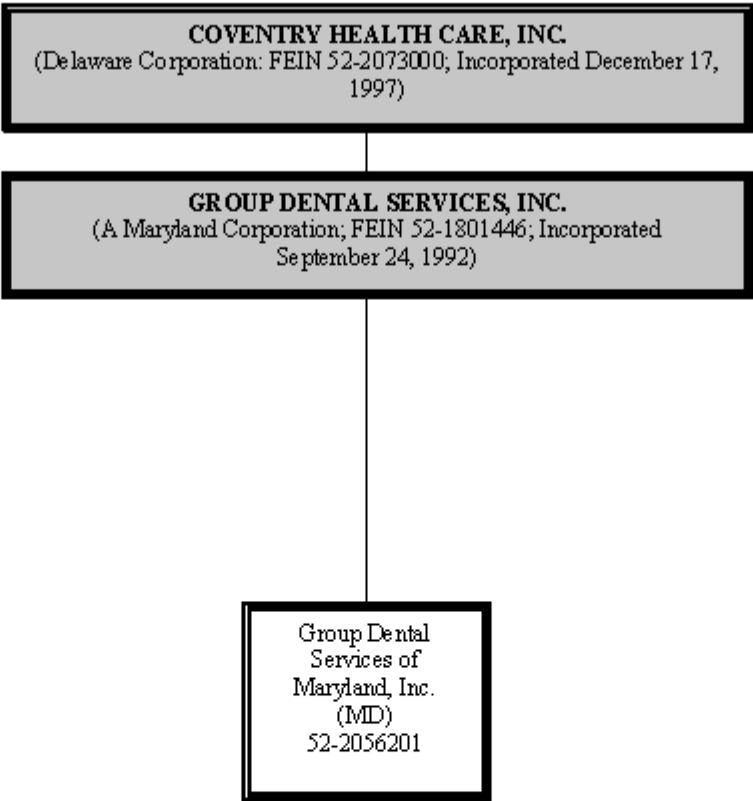 COVENTRY HEALTH CARE, INC.
(Delaware Corporation: FEIN 52-2073000; Incorporated December 17,
1997)
GROUP DENTAL SERVICES, INC.
(A Maryland Corporation; FEIN 52-1801446; Incorporated
September 24, 1992)
Group Dental
Services of
Maryland, Inc.
(MD)
52-2056201